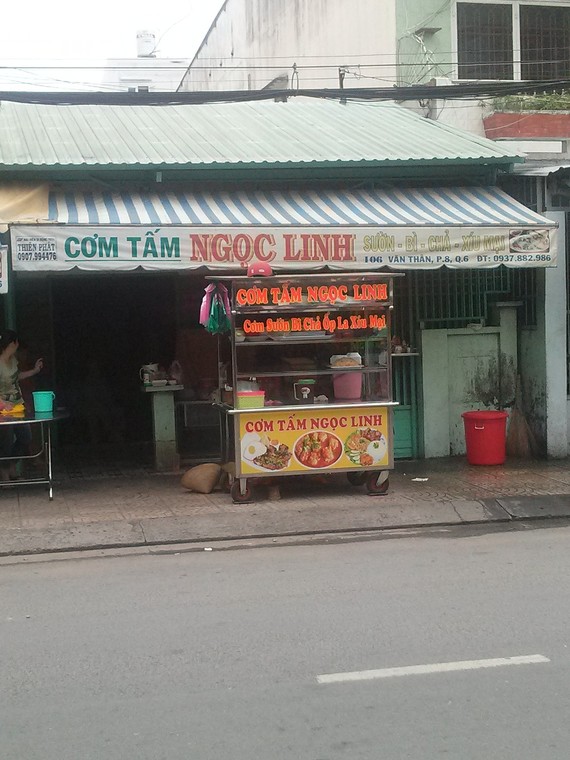 THIÊN PHÁT
0907.994476
CƠM TẤM NGỌC LINH
SƯỜN - BÌ - CHẢ - XÍU MẠI
106 VĂN THÂN, P.8, Q.6 ĐT: 0937.882.986
CƠM TẤM NGỌC LINH
Cơm Sườn Bì Chả Ốp La Xíu Mại
CƠM TẤM NGỌC LINH